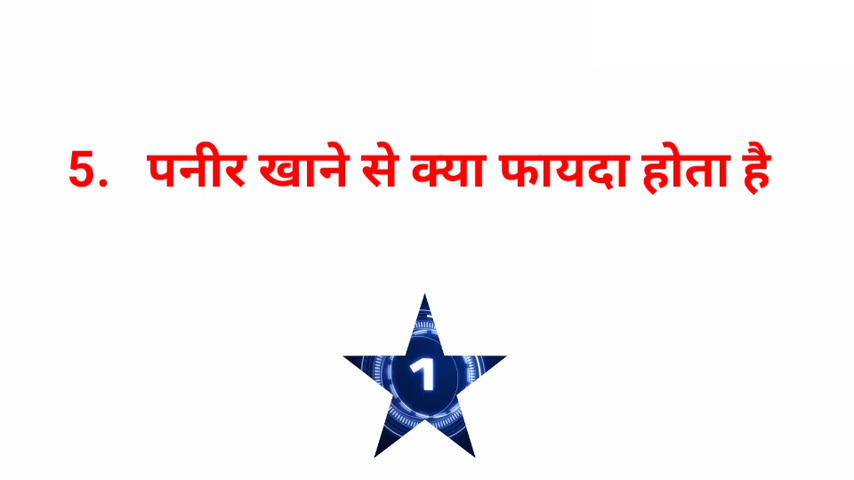 5. पनीर खाने से क्या फायदा होता है
1